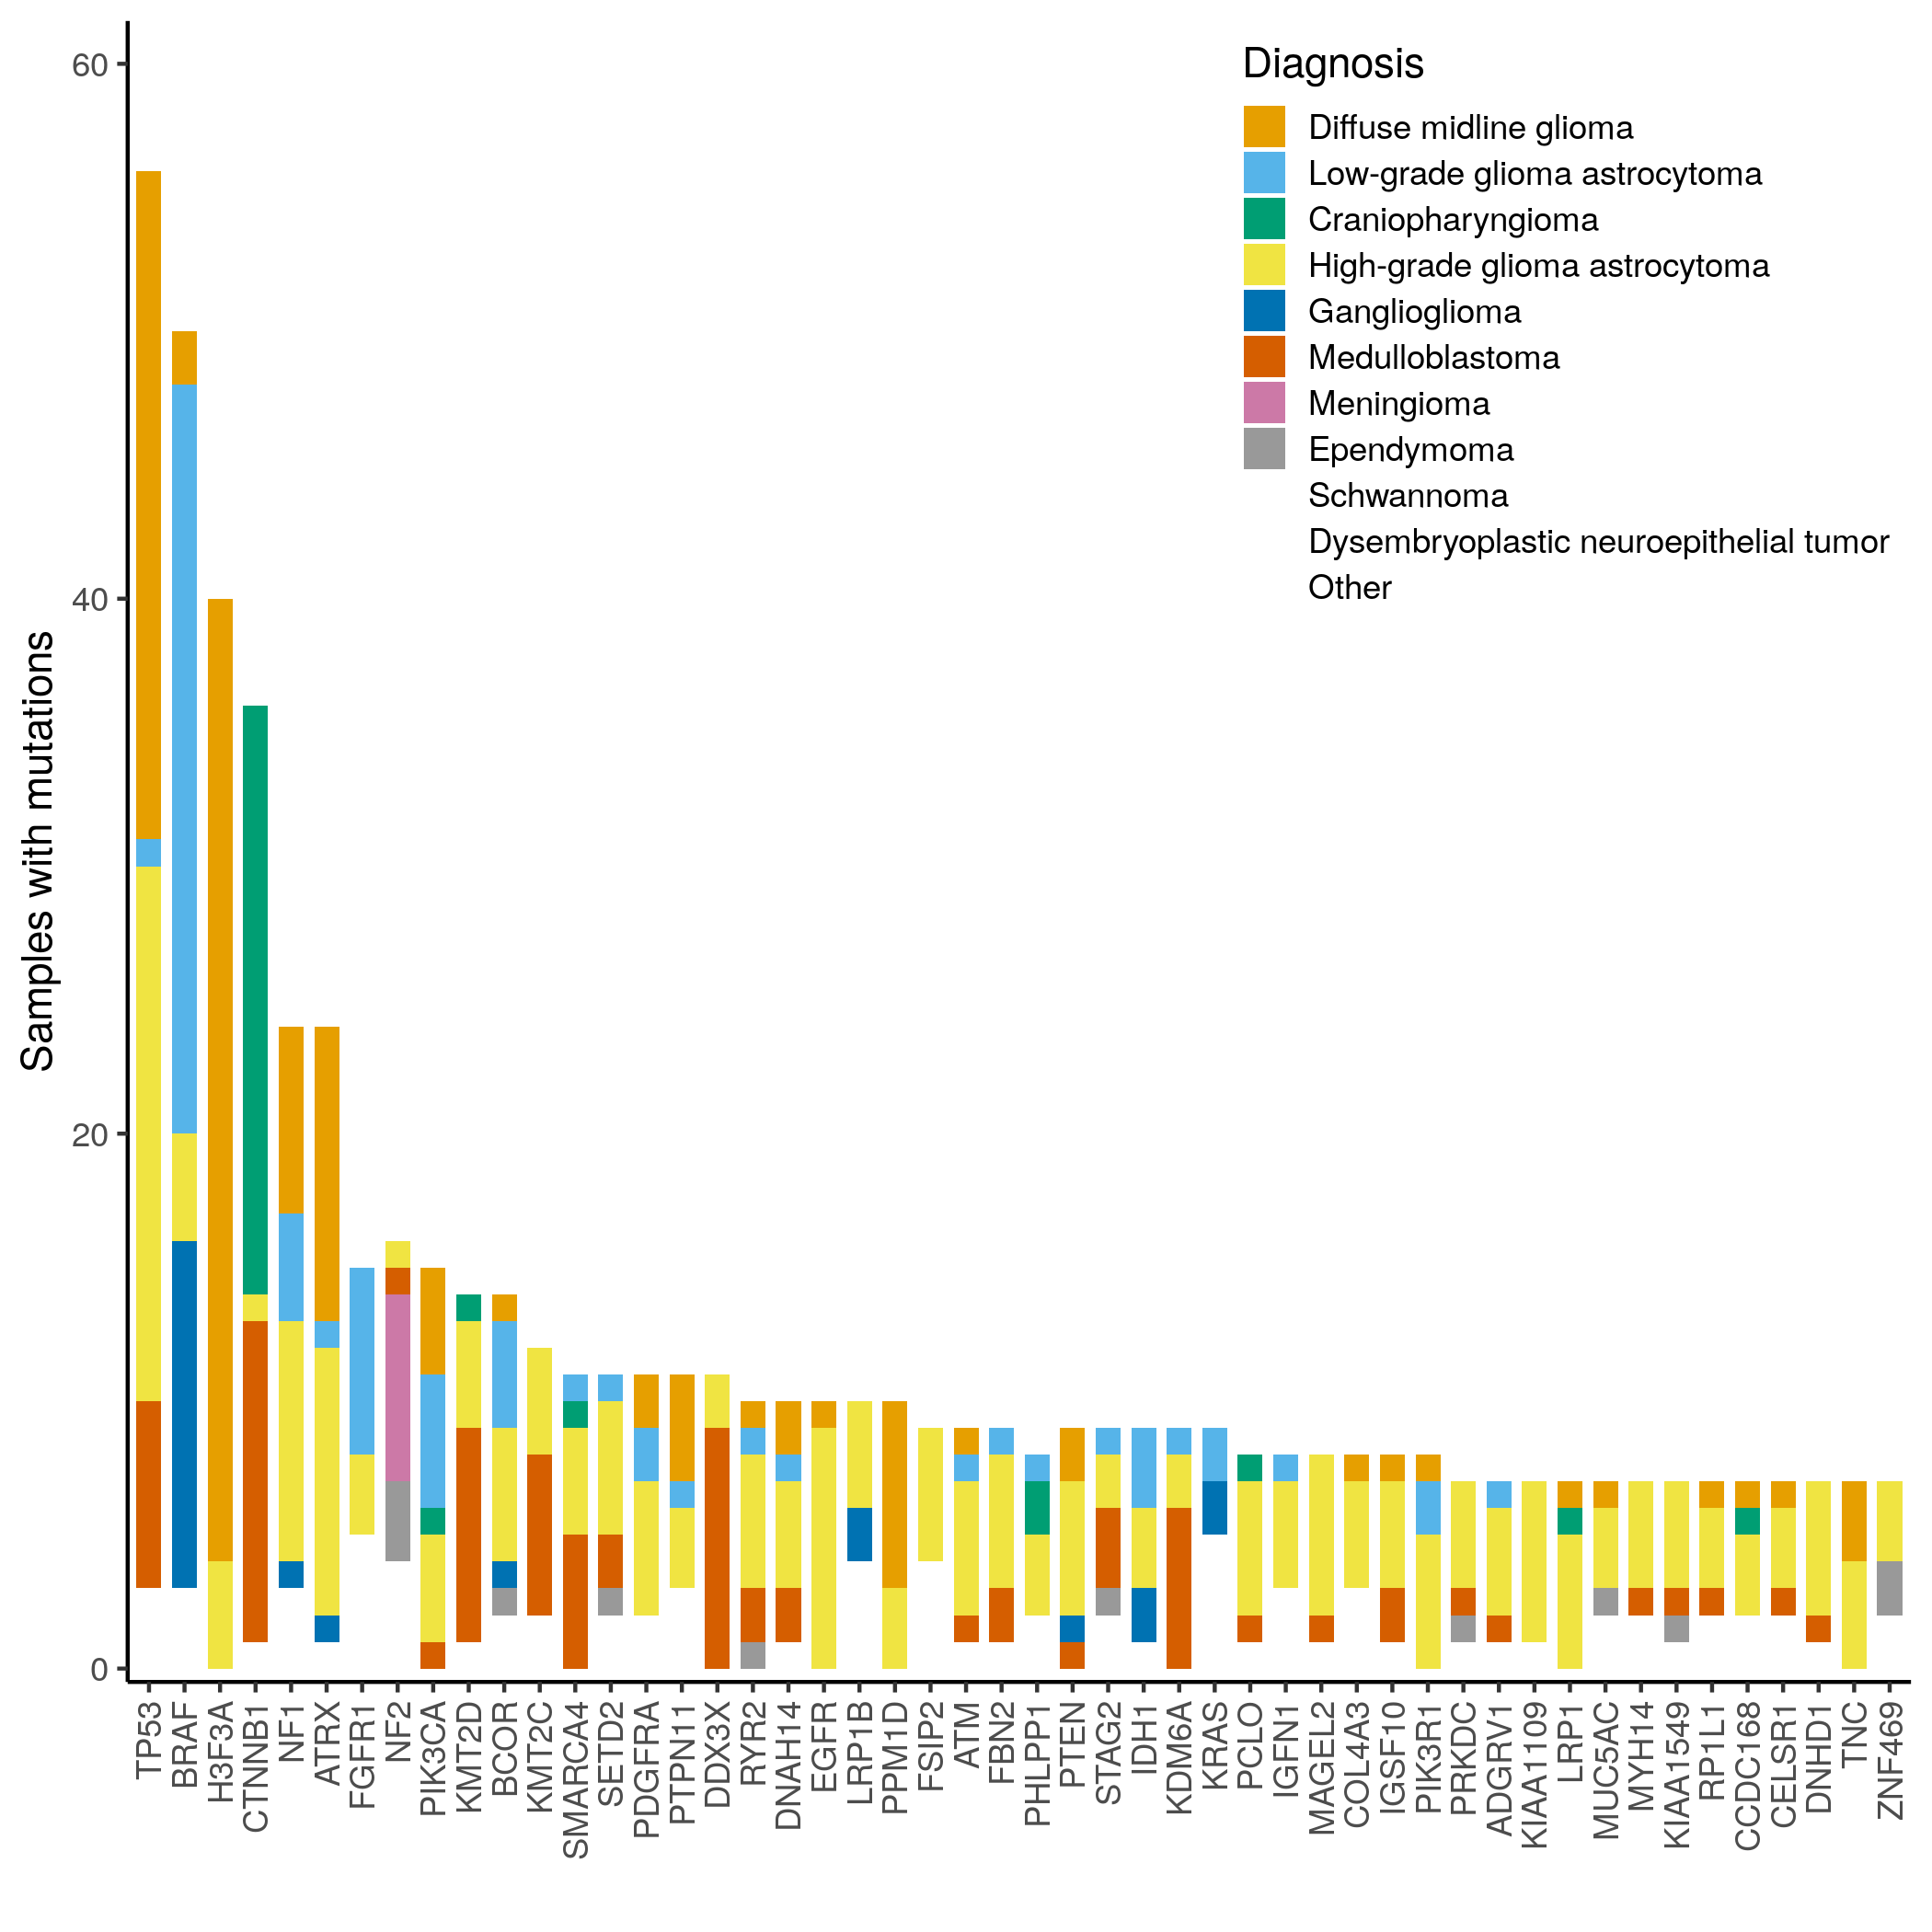 Diagnosis
Diffuse midline glioma
Low-grade glioma astrocytoma
Craniopharyngioma
High-grade glioma astrocytoma
Ganglioglioma
Medulloblastoma
Meningioma
Ependymoma
Schwannoma
Dysembryoplastic neuroepithelial tumor
Other
Samples with mutations
60
40
20
0
TP53
BRAF
H3F3A
CTNNB1
NF1
ATRX
FGFR1
NF2
PIK3CA
KMT2D
BCOR
KMT2C
SMARCA4
SETD2
PDGFRA
PTPN11
DDX3X
RYR2
DNAH14
EGFR
LRP1B
PPM1D
FSIP2
ATM
FBN2
PHLPP1
PTEN
STAG2
IDH1
KDM6A
KRAS
PCLO
IGFN1
MAGEL2
COL4A3
IGSF10
PIK3R1
PRKDC
ADGRV1
KIAA1109
LRP1
MUC5AC
MYH14
KIAA1549
RP1L1
CCDC168
CELSR1
DNHD1
TNC
ZNF469